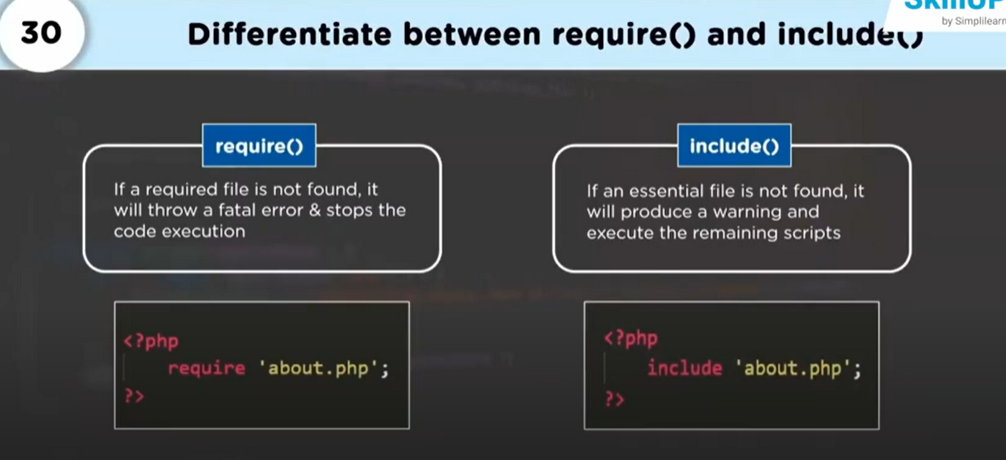 30
Differentiate between require() and include()
SkillUP
by Simplilearn
require()
If a required file is not found, it
will throw a fatal error & stops the
code execution
include()
If an essential file is not found, it
will produce a warning and
execute the remaining scripts
<?php
require 'about.php';
?>
<?php
include 'about.php';
?>